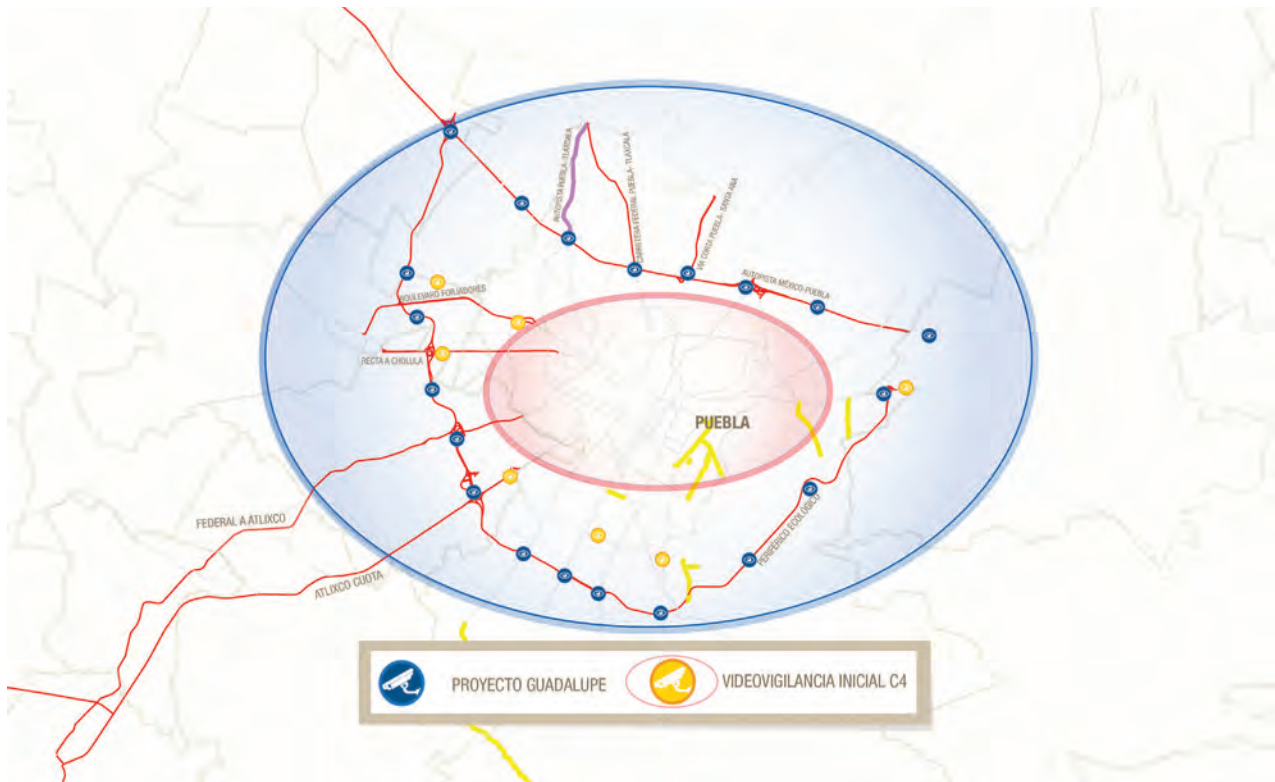 AUTOPISTA PUEBLA-TLAXCALA
CARRETERA FEDERAL PUEBLA- TLAXCALA
VIA CORTA PUEBLA- SANTA ANA
AUTOPISTA MÉXICO-PUEBLA
BOULEVARD FORJADORES
RECTA A CHOLULA
PUEBLA
FEDERAL A ATLIXCO
PERIFÉRICO ECOLÓGICO
ATLIXCO CUOTA
PROYECTO GUADALUPE
VIDEOVIGILANCIA INICIAL C4